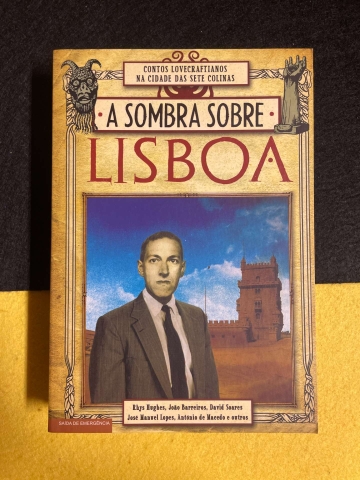 CONTOS LOVECRAFTIANOS
NA CIDADE DAS SETE COLINAS
· A SOMBRA SOBRE ·
LISBOA
Rhys Hughes, João Barreiros, David Soares
José Manuel Lopes, António de Macedo e outros
SAÍDA DE EMERGÊNCIA